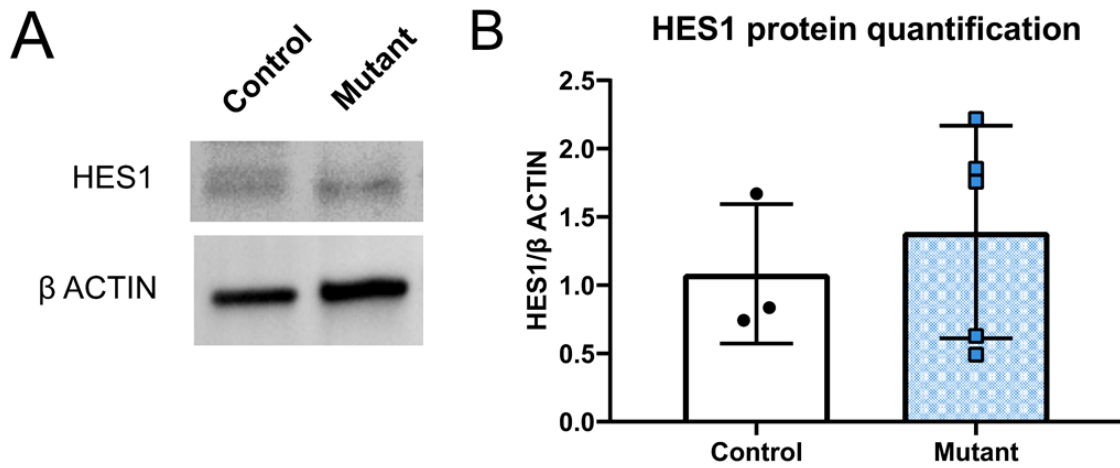 A
Control
Mutant
HES1
β ACTIN
B
HES1 protein quantification
HES1/β ACTIN
2.5
2.0
1.5
1.0
0.5
0.0
Control
Mutant